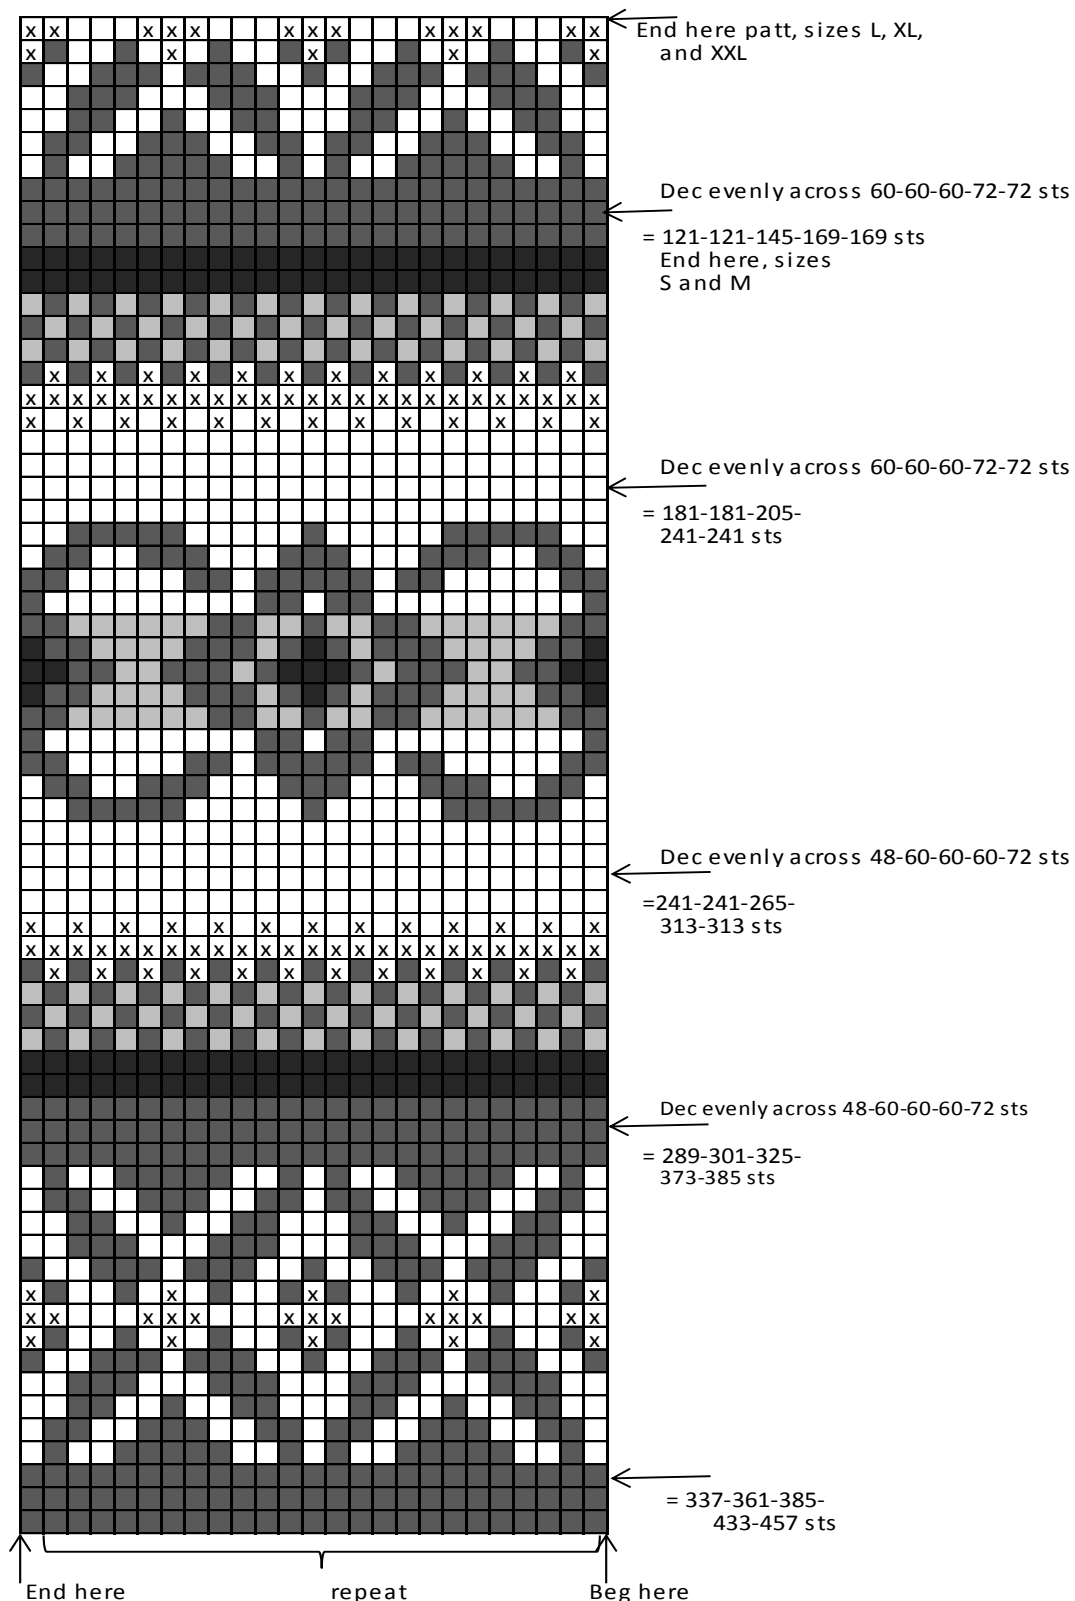 x x x x x x x x x x x x x
End here patt, sizes L, XL,
x x x x x
and XXL
Dec evenly across 60-60-60-72-72 sts
= 121-121-145-169-169 sts
End here, sizes
S and M
x x x x x x x x x x x x
x x x x x x x x x x x x x x x x x x x x x x x x x
x x x x x x x x x x x x x
Dec evenly across 60-60-60-72-72 sts
= 181-181-205-
241-241 sts
Dec evenly across 48-60-60-60-72 sts
=241-241-265-
313-313 sts
x x x x x x x x x x x x x
x x x x x x x x x x x x x x x x x x x x x x x x x
x x x x x x x x x x x x
Dec evenly across 48-60-60-60-72 sts
= 289-301-325-
373-385 sts
x x x x x
x x x x x x x x x x x x x
x x x x x
= 337-361-385-
433-457 sts
End here repeat Beg here